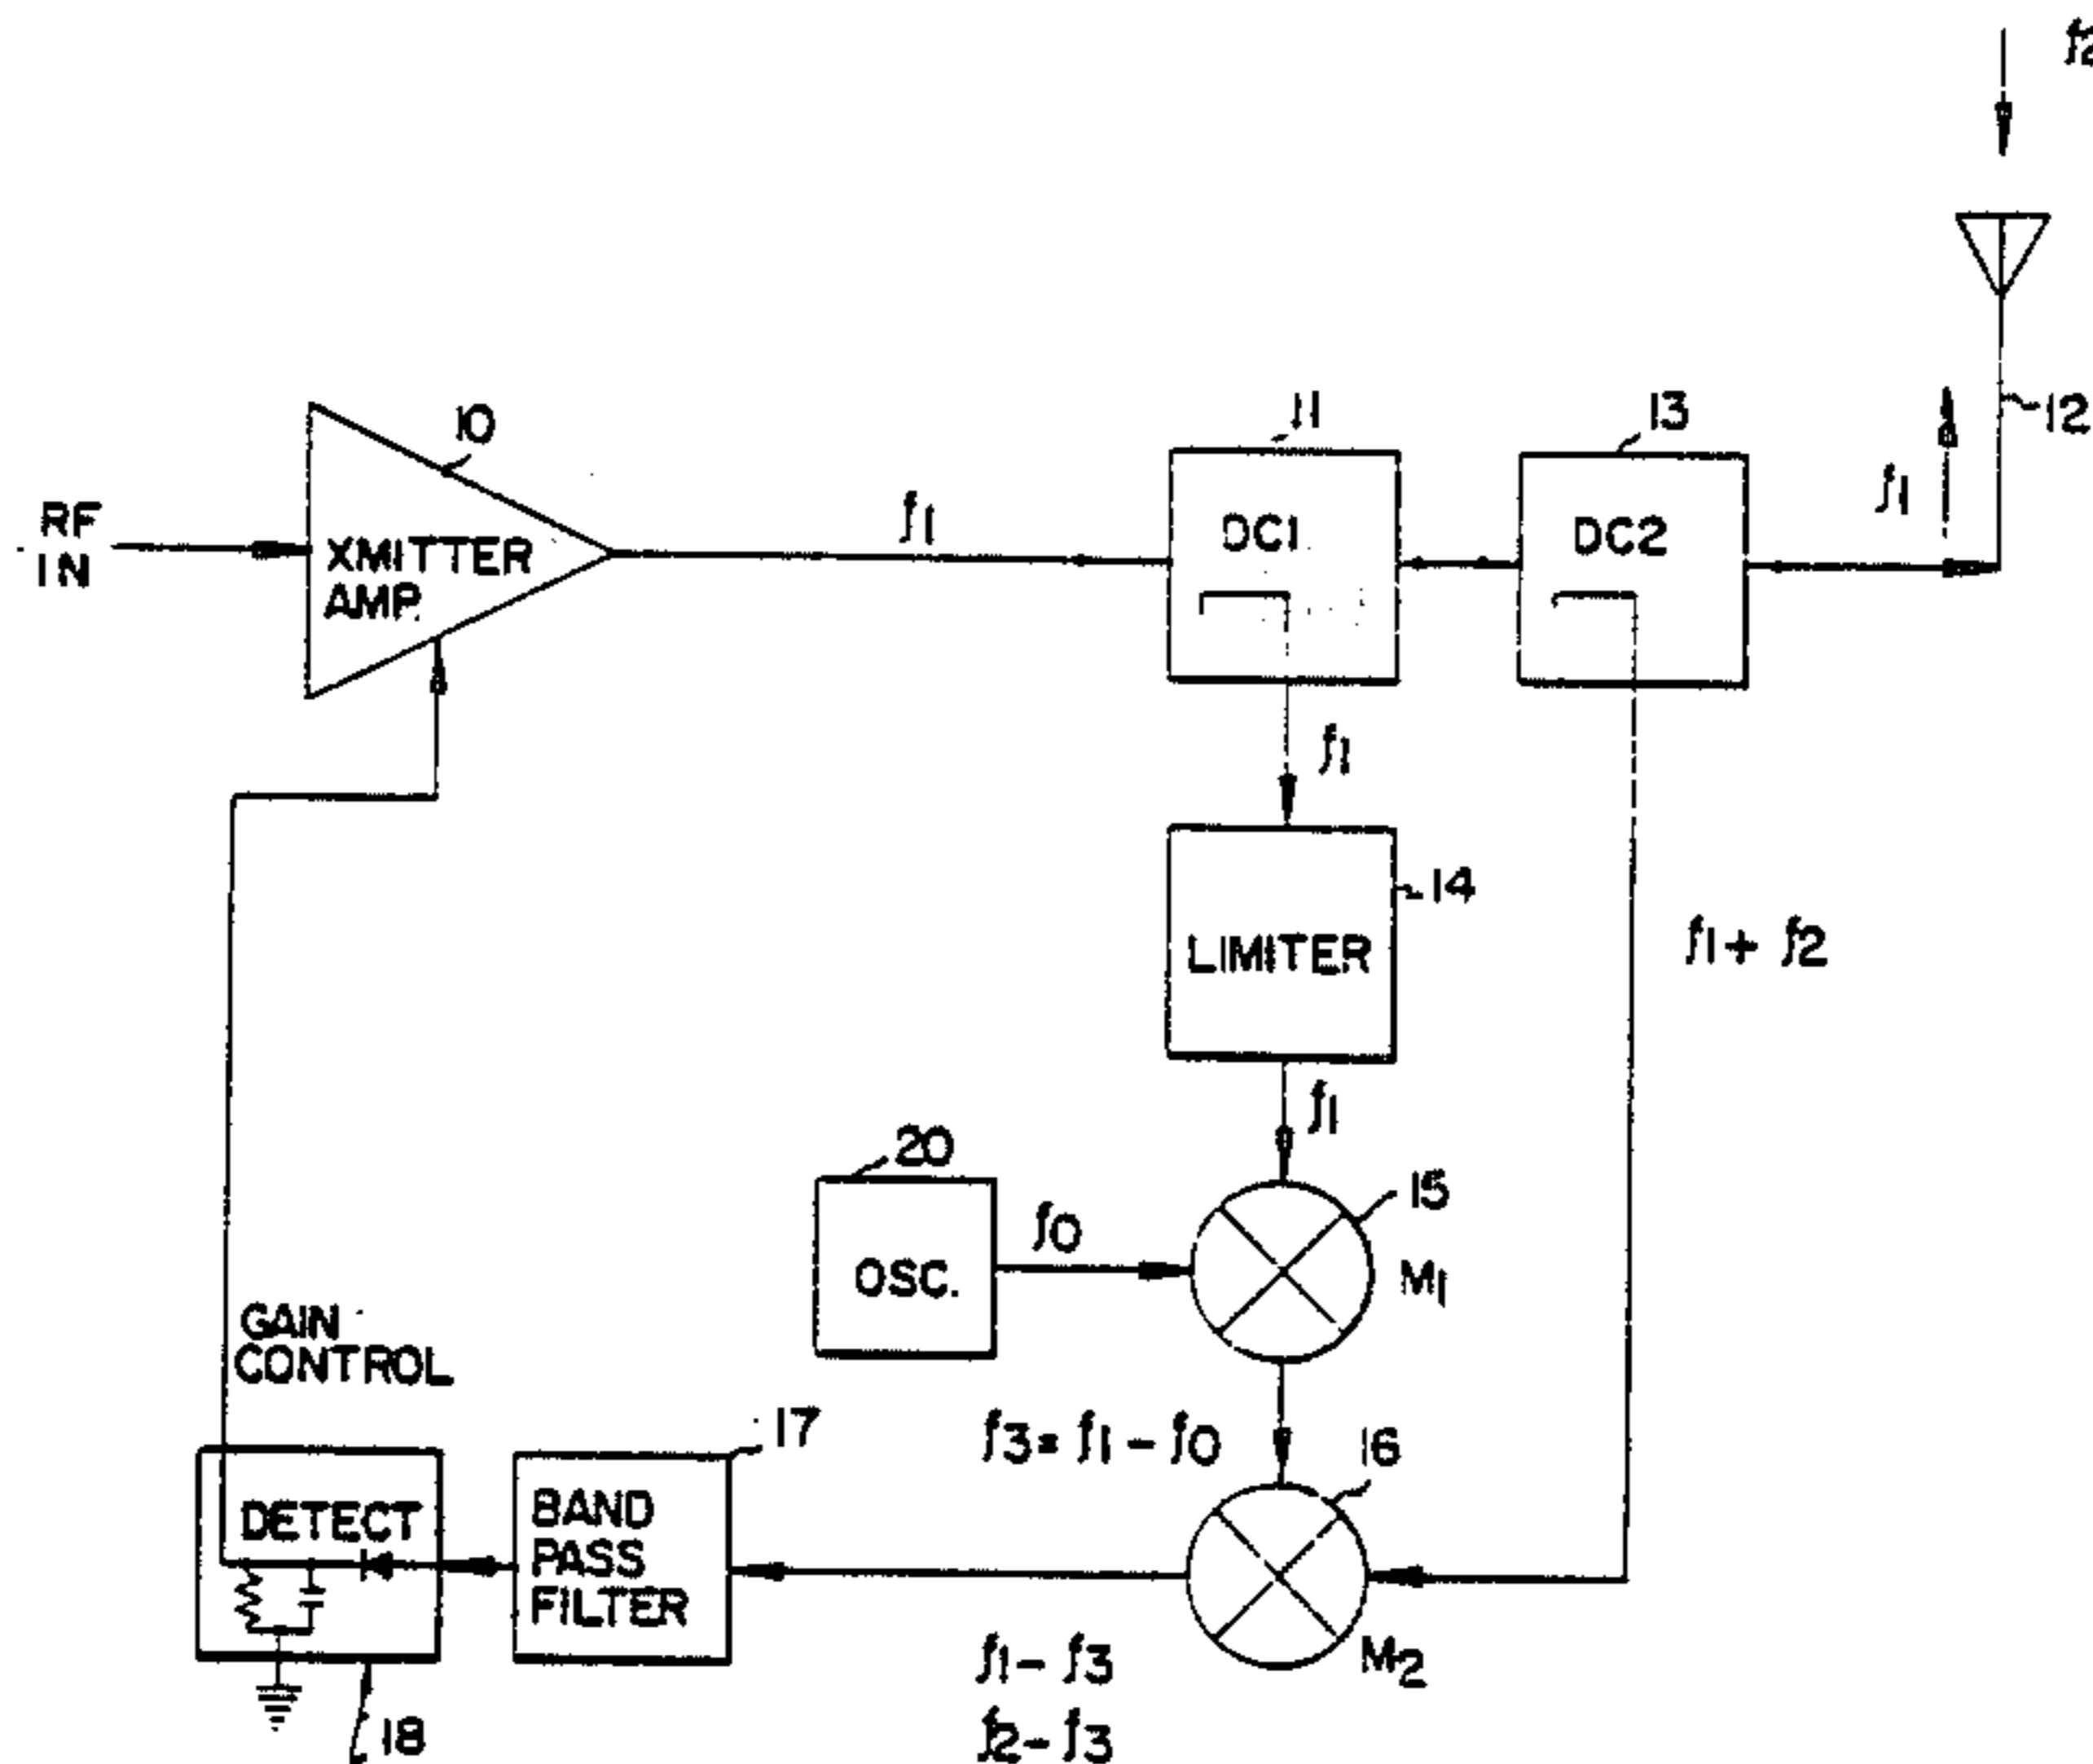 f2
10
11
13
12
RF
IN
XMITTER
AMP.
f1
DC1
DC2
f1
f1
14
LIMITER
f1 + f2
f1
20
OSC.
f0
15
M1
GAIN
CONTROL
f3 = f1 - f0
17
16
DETECT
BAND
PASS
FILTER
M2
f1 - f3
f2 - f3
18